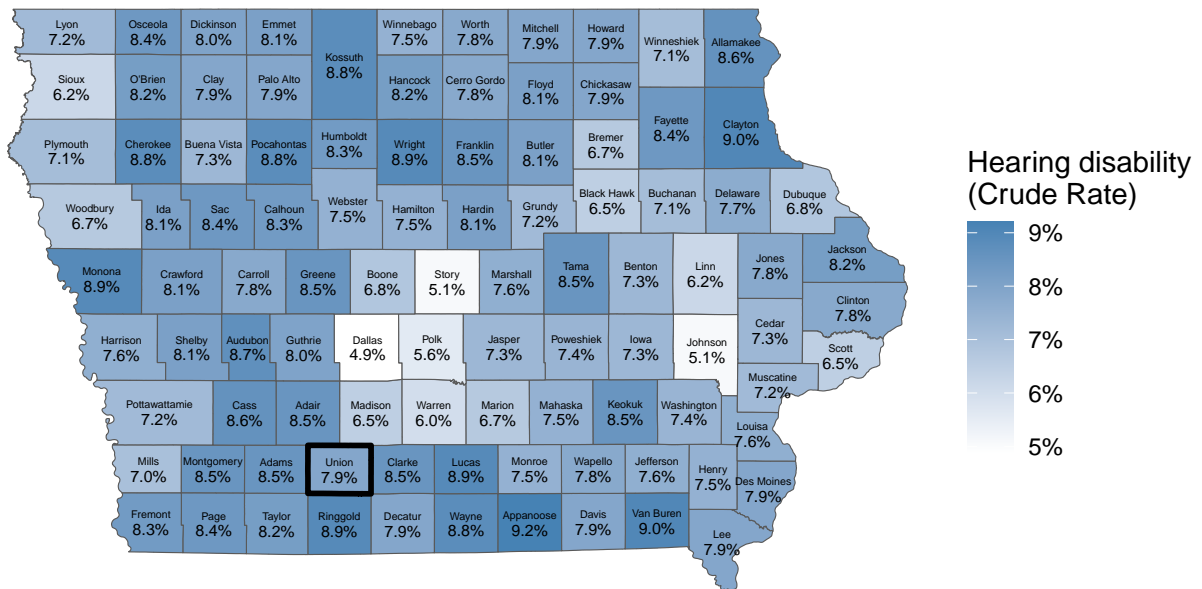 Lyon
7.2%
Osceola
8.4%
Dickinson
8.0%
Emmet
8.1%
Kossuth
8.8%
Winnebago
7.5%
Worth
7.8%
Mitchell
7.9%
Howard
7.9%
Winneshiek
7.1%
Allamakee
8.6%
Sioux
6.2%
O'Brien
8.2%
Clay
7.9%
Palo Alto
7.9%
Hancock
8.2%
Cerro Gordo
7.8%
Floyd
8.1%
Chickasaw
7.9%
Fayette
8.4%
Clayton
9.0%
Plymouth
7.1%
Cherokee
8.8%
Buena Vista
7.3%
Pocahontas
8.8%
Humboldt
8.3%
Wright
8.9%
Franklin
8.5%
Butler
8.1%
Bremer
6.7%
Woodbury
6.7%
Ida
8.1%
Sac
8.4%
Calhoun
8.3%
Webster
7.5%
Hamilton
7.5%
Hardin
8.1%
Grundy
7.2%
Black Hawk
6.5%
Buchanan
7.1%
Delaware
7.7%
Dubuque
6.8%
Monona
8.9%
Crawford
8.1%
Carroll
7.8%
Greene
8.5%
Boone
6.8%
Story
5.1%
Marshall
7.6%
Tama
8.5%
Benton
7.3%
Linn
6.2%
Jones
7.8%
Jackson
8.2%
Clinton
7.8%
Harrison
7.6%
Shelby
8.1%
Audubon
8.7%
Guthrie
8.0%
Dallas
4.9%
Polk
5.6%
Jasper
7.3%
Poweshiek
7.4%
Iowa
7.3%
Johnson
5.1%
Cedar
7.3%
Scott
6.5%
Muscatine
7.2%
Pottawattamie
7.2%
Cass
8.6%
Adair
8.5%
Madison
6.5%
Warren
6.0%
Marion
6.7%
Mahaska
7.5%
Keokuk
8.5%
Washington
7.4%
Louisa
7.6%
Mills
7.0%
Montgomery
8.5%
Adams
8.5%
Union
7.9%
Clarke
8.5%
Lucas
8.9%
Monroe
7.5%
Wapello
7.8%
Jefferson
7.6%
Henry
7.5%
Des Moines
7.9%
Fremont
8.3%
Page
8.4%
Taylor
8.2%
Ringgold
8.9%
Decatur
7.9%
Wayne
8.8%
Appanoose
9.2%
Davis
7.9%
Van Buren
9.0%
Lee
7.9%
Hearing disability
(Crude Rate)
9%
8%
7%
6%
5%